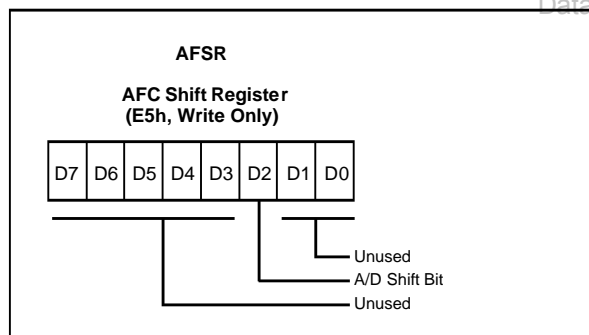 Data
AFSR
AFC Shift Register
(E5h, Write Only)
D7 D6 D5 D4 D3 D2 D1 D0
Unused
A/D Shift Bit
Unused